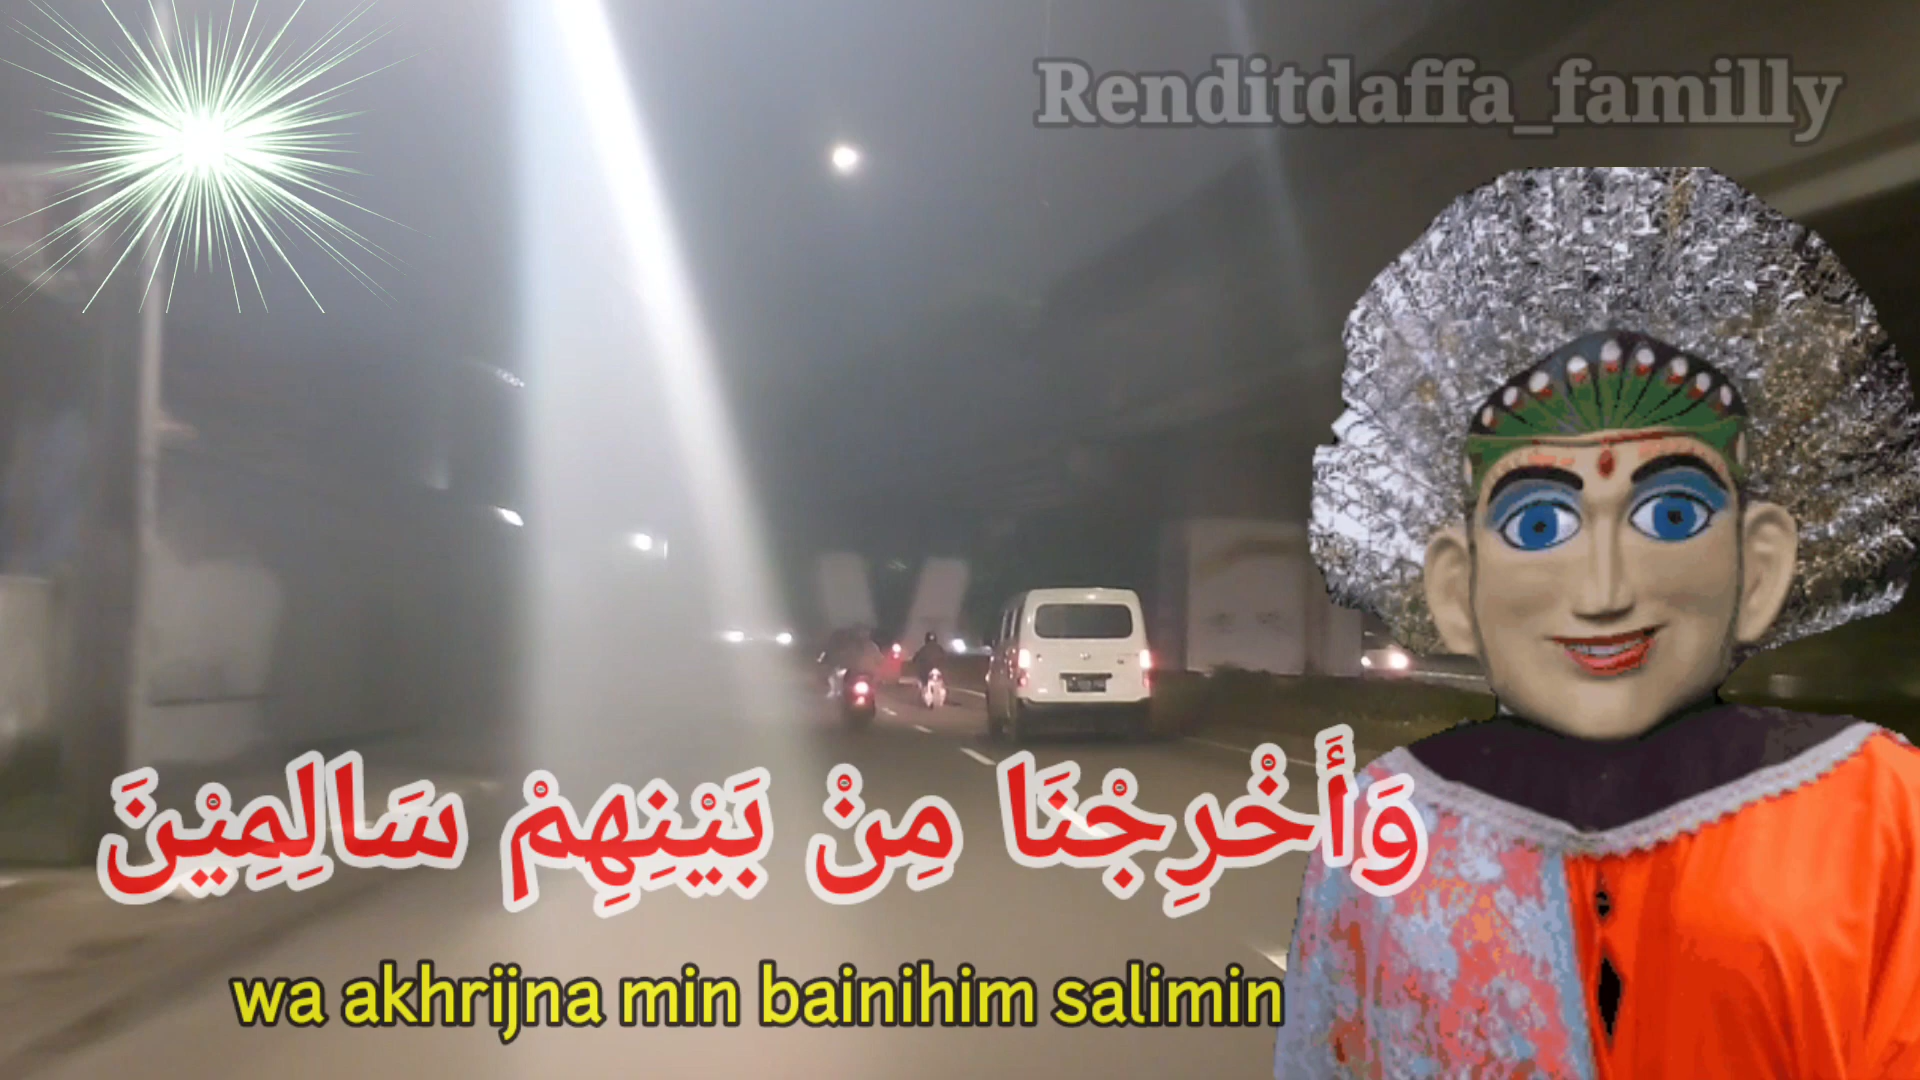 Renditdaffa_familly
وَأَخْرِجْنَا مِنْ بَيْنِهِمْ سَالِمِيْنَ
wa akhrijna min bainihim salimin